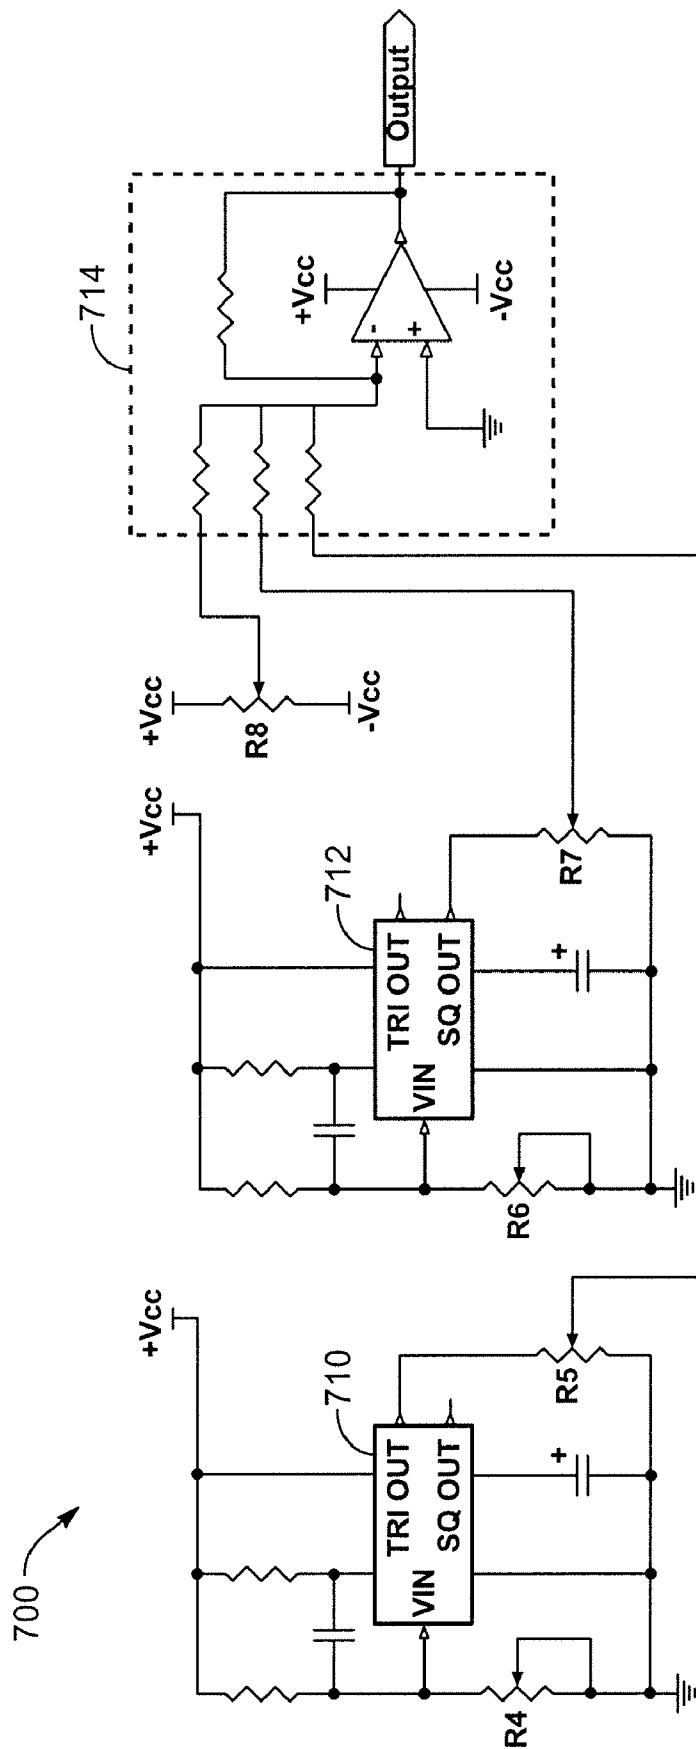 700
+Vcc
710
TRI OUT
VIN
SQ OUT
+
R4
R5
+Vcc
712
TRI OUT
VIN
SQ OUT
+
R6
R7
+Vcc
R8
-Vcc
714
+Vcc
-
+
-Vcc
Output